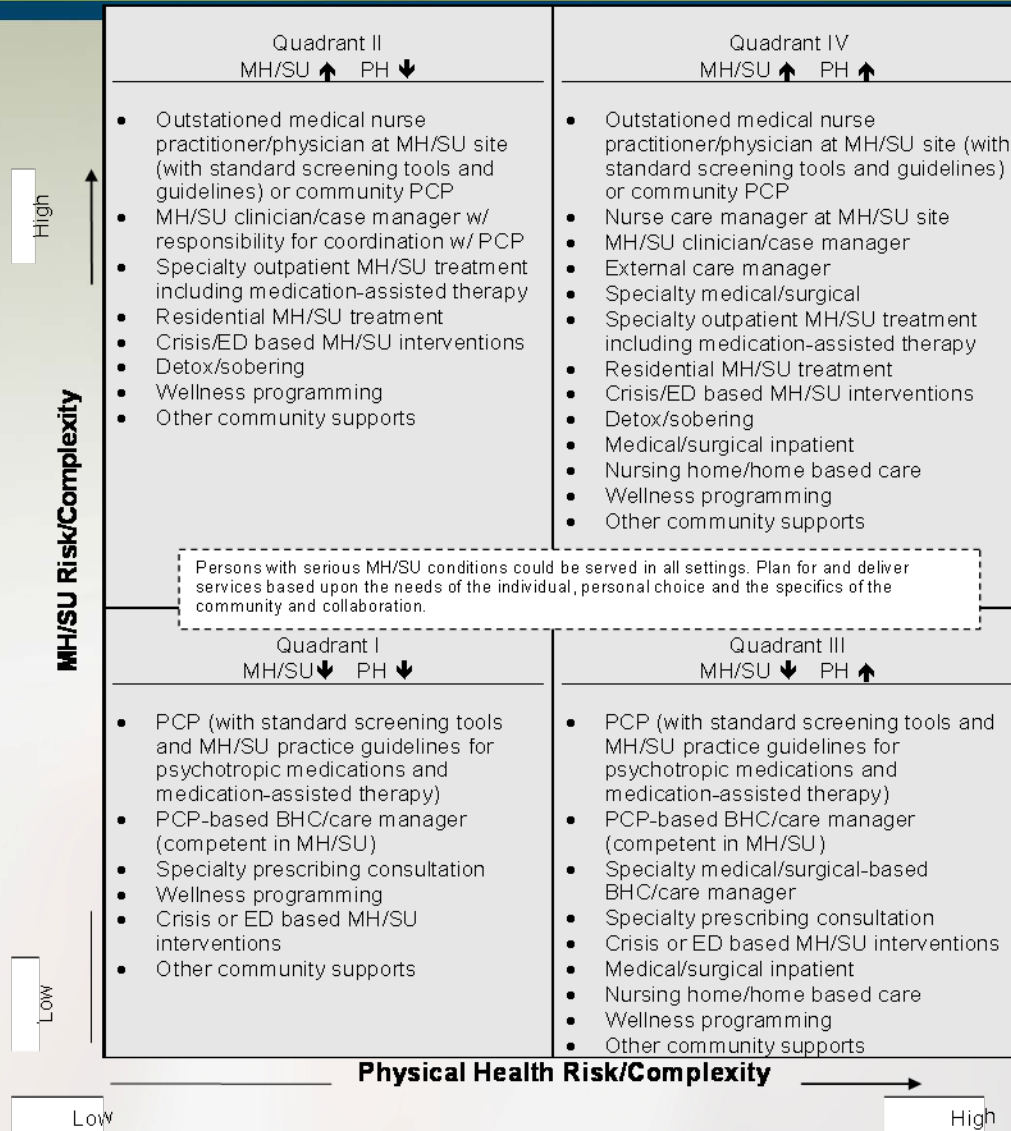 Quadrant II
MH/SU ↑ PH ↓
• Outstationed medical nurse
practitioner/physician at MH/SU site
(with standard screening tools and
guidelines) or community PCP
• MH/SU clinician/case manager w/
responsibility for coordination w/ PCP
• Specialty outpatient MH/SU treatment
including medication-assisted therapy
• Residential MH/SU treatment
• Crisis/ED based MH/SU interventions
• Detox/sobering
• Wellness programming
• Other community supports
Quadrant IV
MH/SU ↑ PH ↑
• Outstationed medical nurse
practitioner/physician at MH/SU site (with
standard screening tools and guidelines)
or community PCP
• Nurse care manager at MH/SU site
• MH/SU clinician/case manager
• External care manager
• Specialty medical/surgical
• Specialty outpatient MH/SU treatment
including medication-assisted therapy
• Residential MH/SU treatment
• Crisis/ED based MH/SU interventions
• Detox/sobering
• Medical/surgical inpatient
• Nursing home/home based care
• Wellness programming
• Other community supports
High
MH/SU Risk/Complexity
Low
Persons with serious MH/SU conditions could be served in all settings. Plan for and deliver
services based upon the needs of the individual, personal choice and the specifics of the
community and collaboration.
Quadrant I
MH/SU ↓ PH ↓
• PCP (with standard screening tools
and MH/SU practice guidelines for
psychotropic medications and
medication-assisted therapy)
• PCP-based BHC/care manager
(competent in MH/SU)
• Specialty prescribing consultation
• Wellness programming
• Crisis or ED based MH/SU
interventions
• Other community supports
Quadrant III
MH/SU ↓ PH ↑
• PCP (with standard screening tools and
MH/SU practice guidelines for
psychotropic medications and
medication-assisted therapy)
• PCP-based BHC/care manager
(competent in MH/SU)
• Specialty medical/surgical-based
BHC/care manager
• Specialty prescribing consultation
• Crisis or ED based MH/SU interventions
• Medical/surgical inpatient
• Nursing home/home based care
• Wellness programming
• Other community supports
Physical Health Risk/Complexity
Low
High